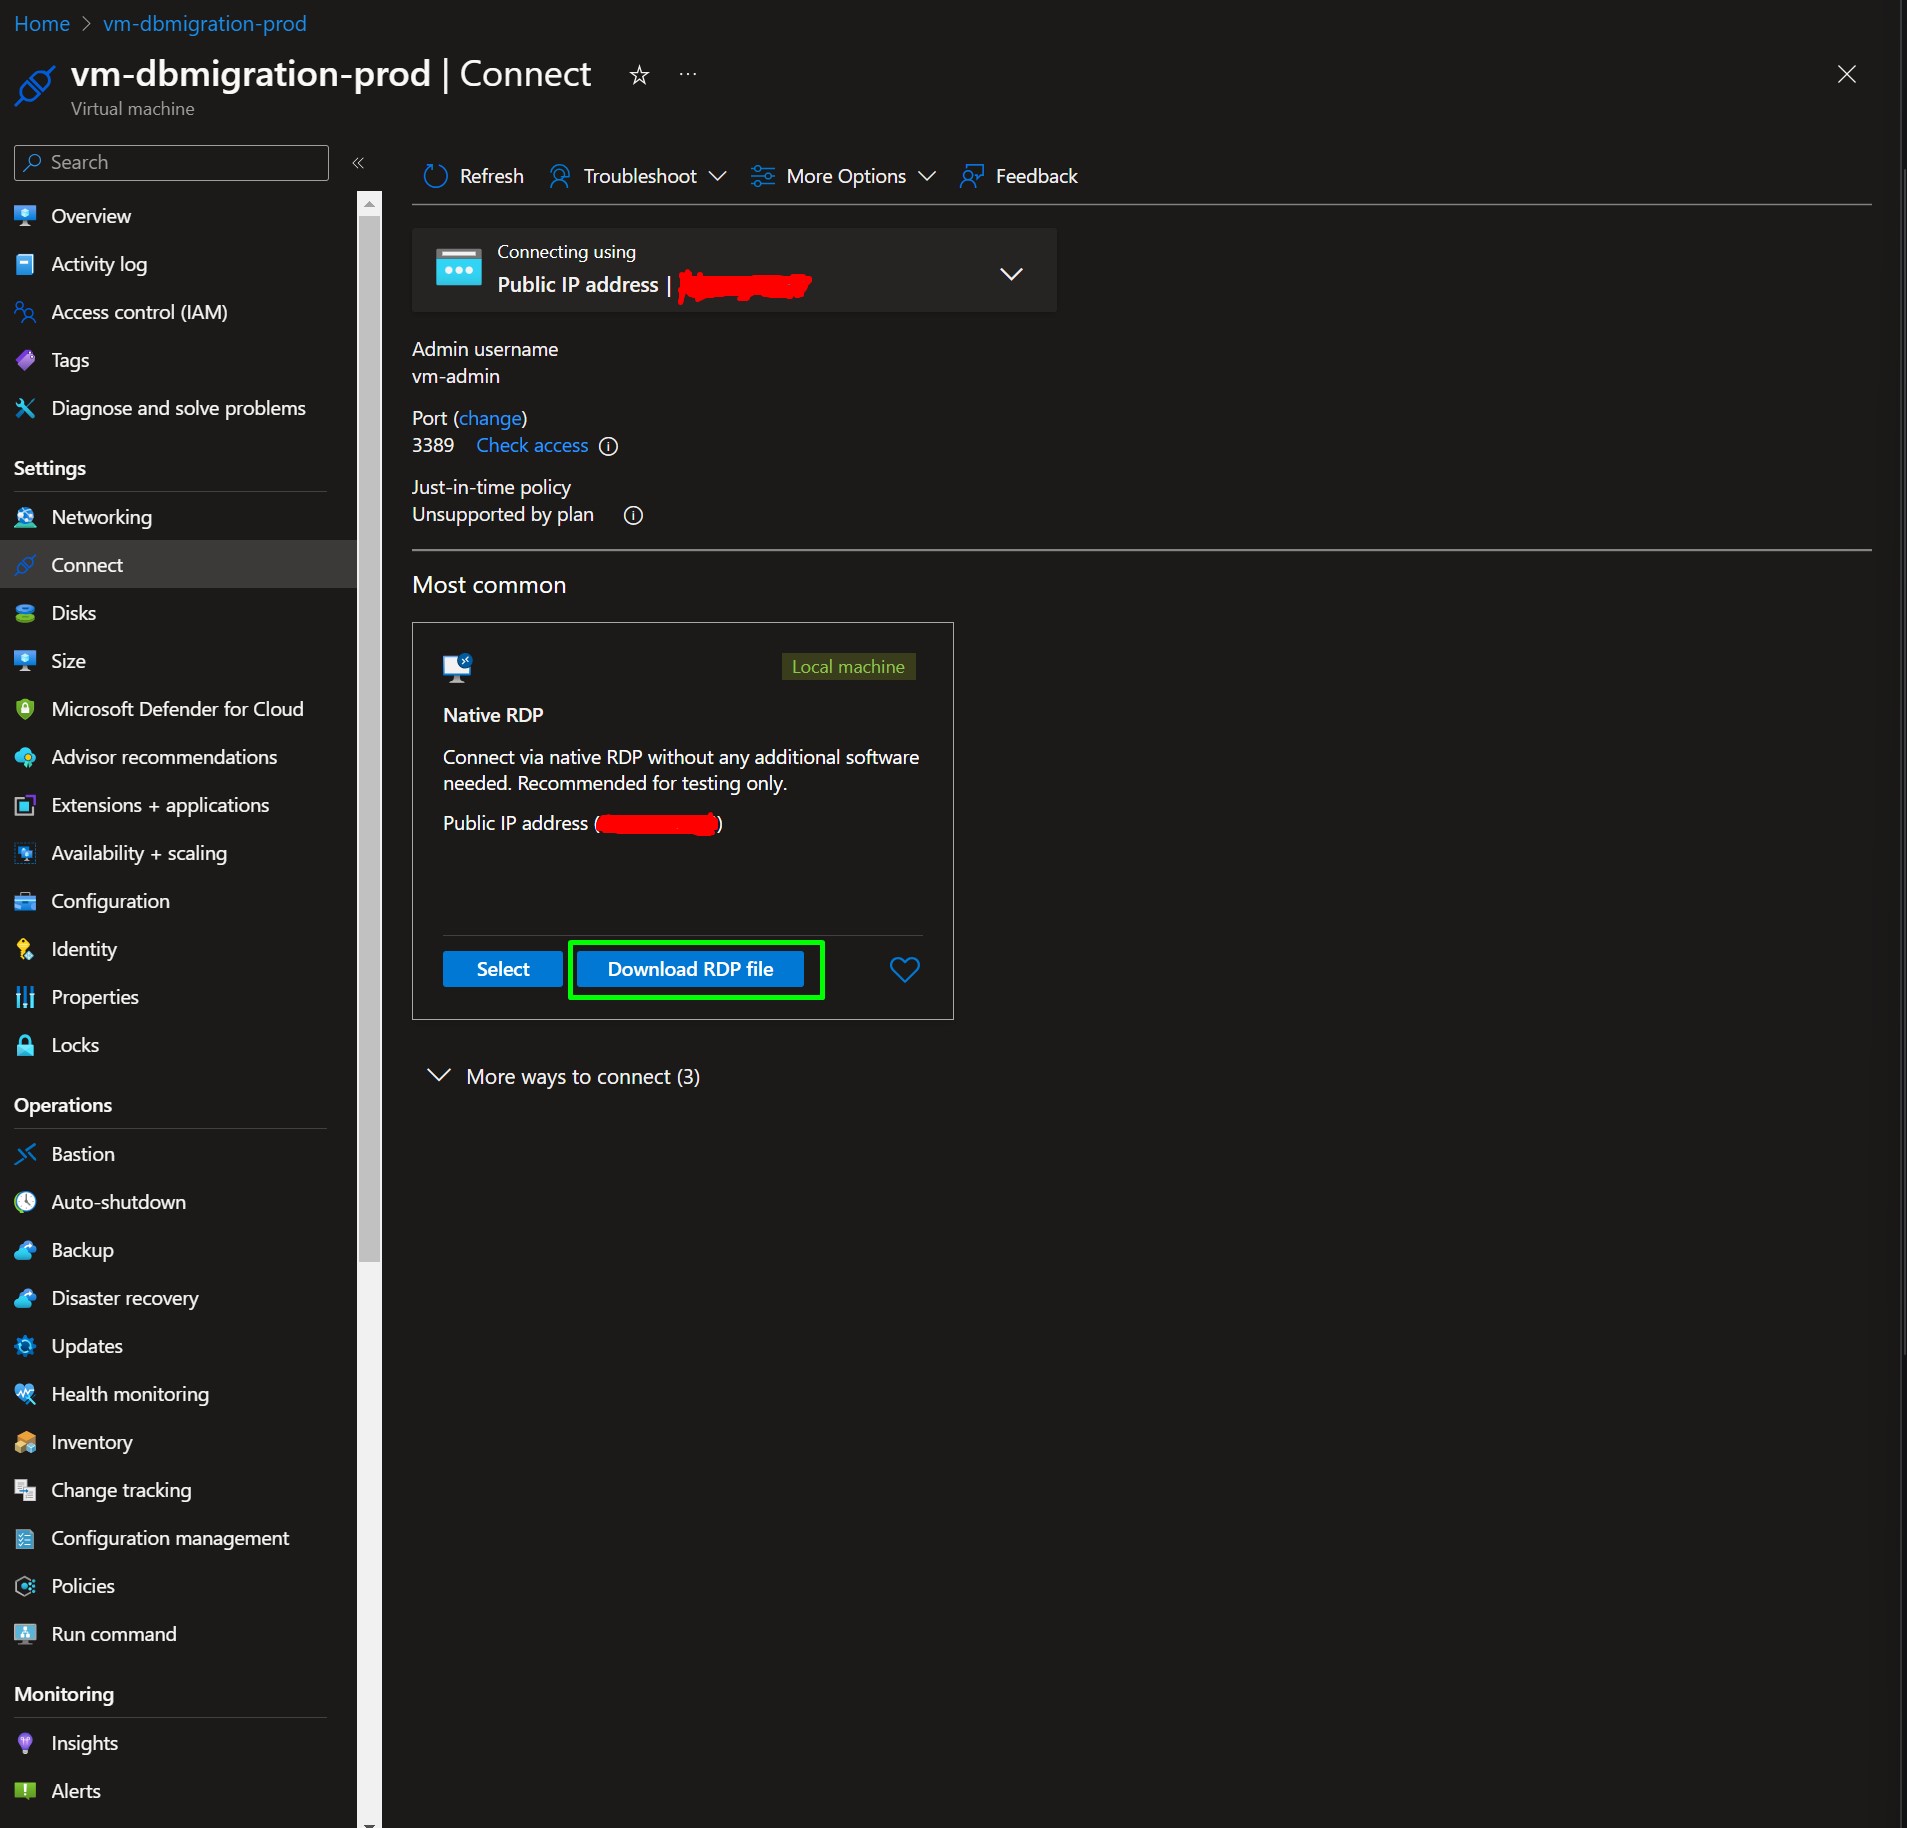 Home > vm-dbmigration-prod
vm-dbmigration-prod | Connect
Virtual machine
Search
Overview
Activity log
Access control (IAM)
Tags
Diagnose and solve problems
Settings
Networking
Connect
Disks
Size
Microsoft Defender for Cloud
Advisor recommendations
Extensions + applications
Availability + scaling
Configuration
Identity
Properties
Locks
Operations
Bastion
Auto-shutdown
Backup
Disaster recovery
Updates
Health monitoring
Inventory
Change tracking
Configuration management
Policies
Run command
Monitoring
Insights
Alerts
Refresh Troubleshoot More Options Feedback
Connecting using
Public IP address |
Admin username
vm-admin
Port (change)
3389 Check access
Just-in-time policy
Unsupported by plan
Most common
Local machine
Native RDP
Connect via native RDP without any additional software
needed. Recommended for testing only.
Public IP address ( )
Select Download RDP file
More ways to connect (3)